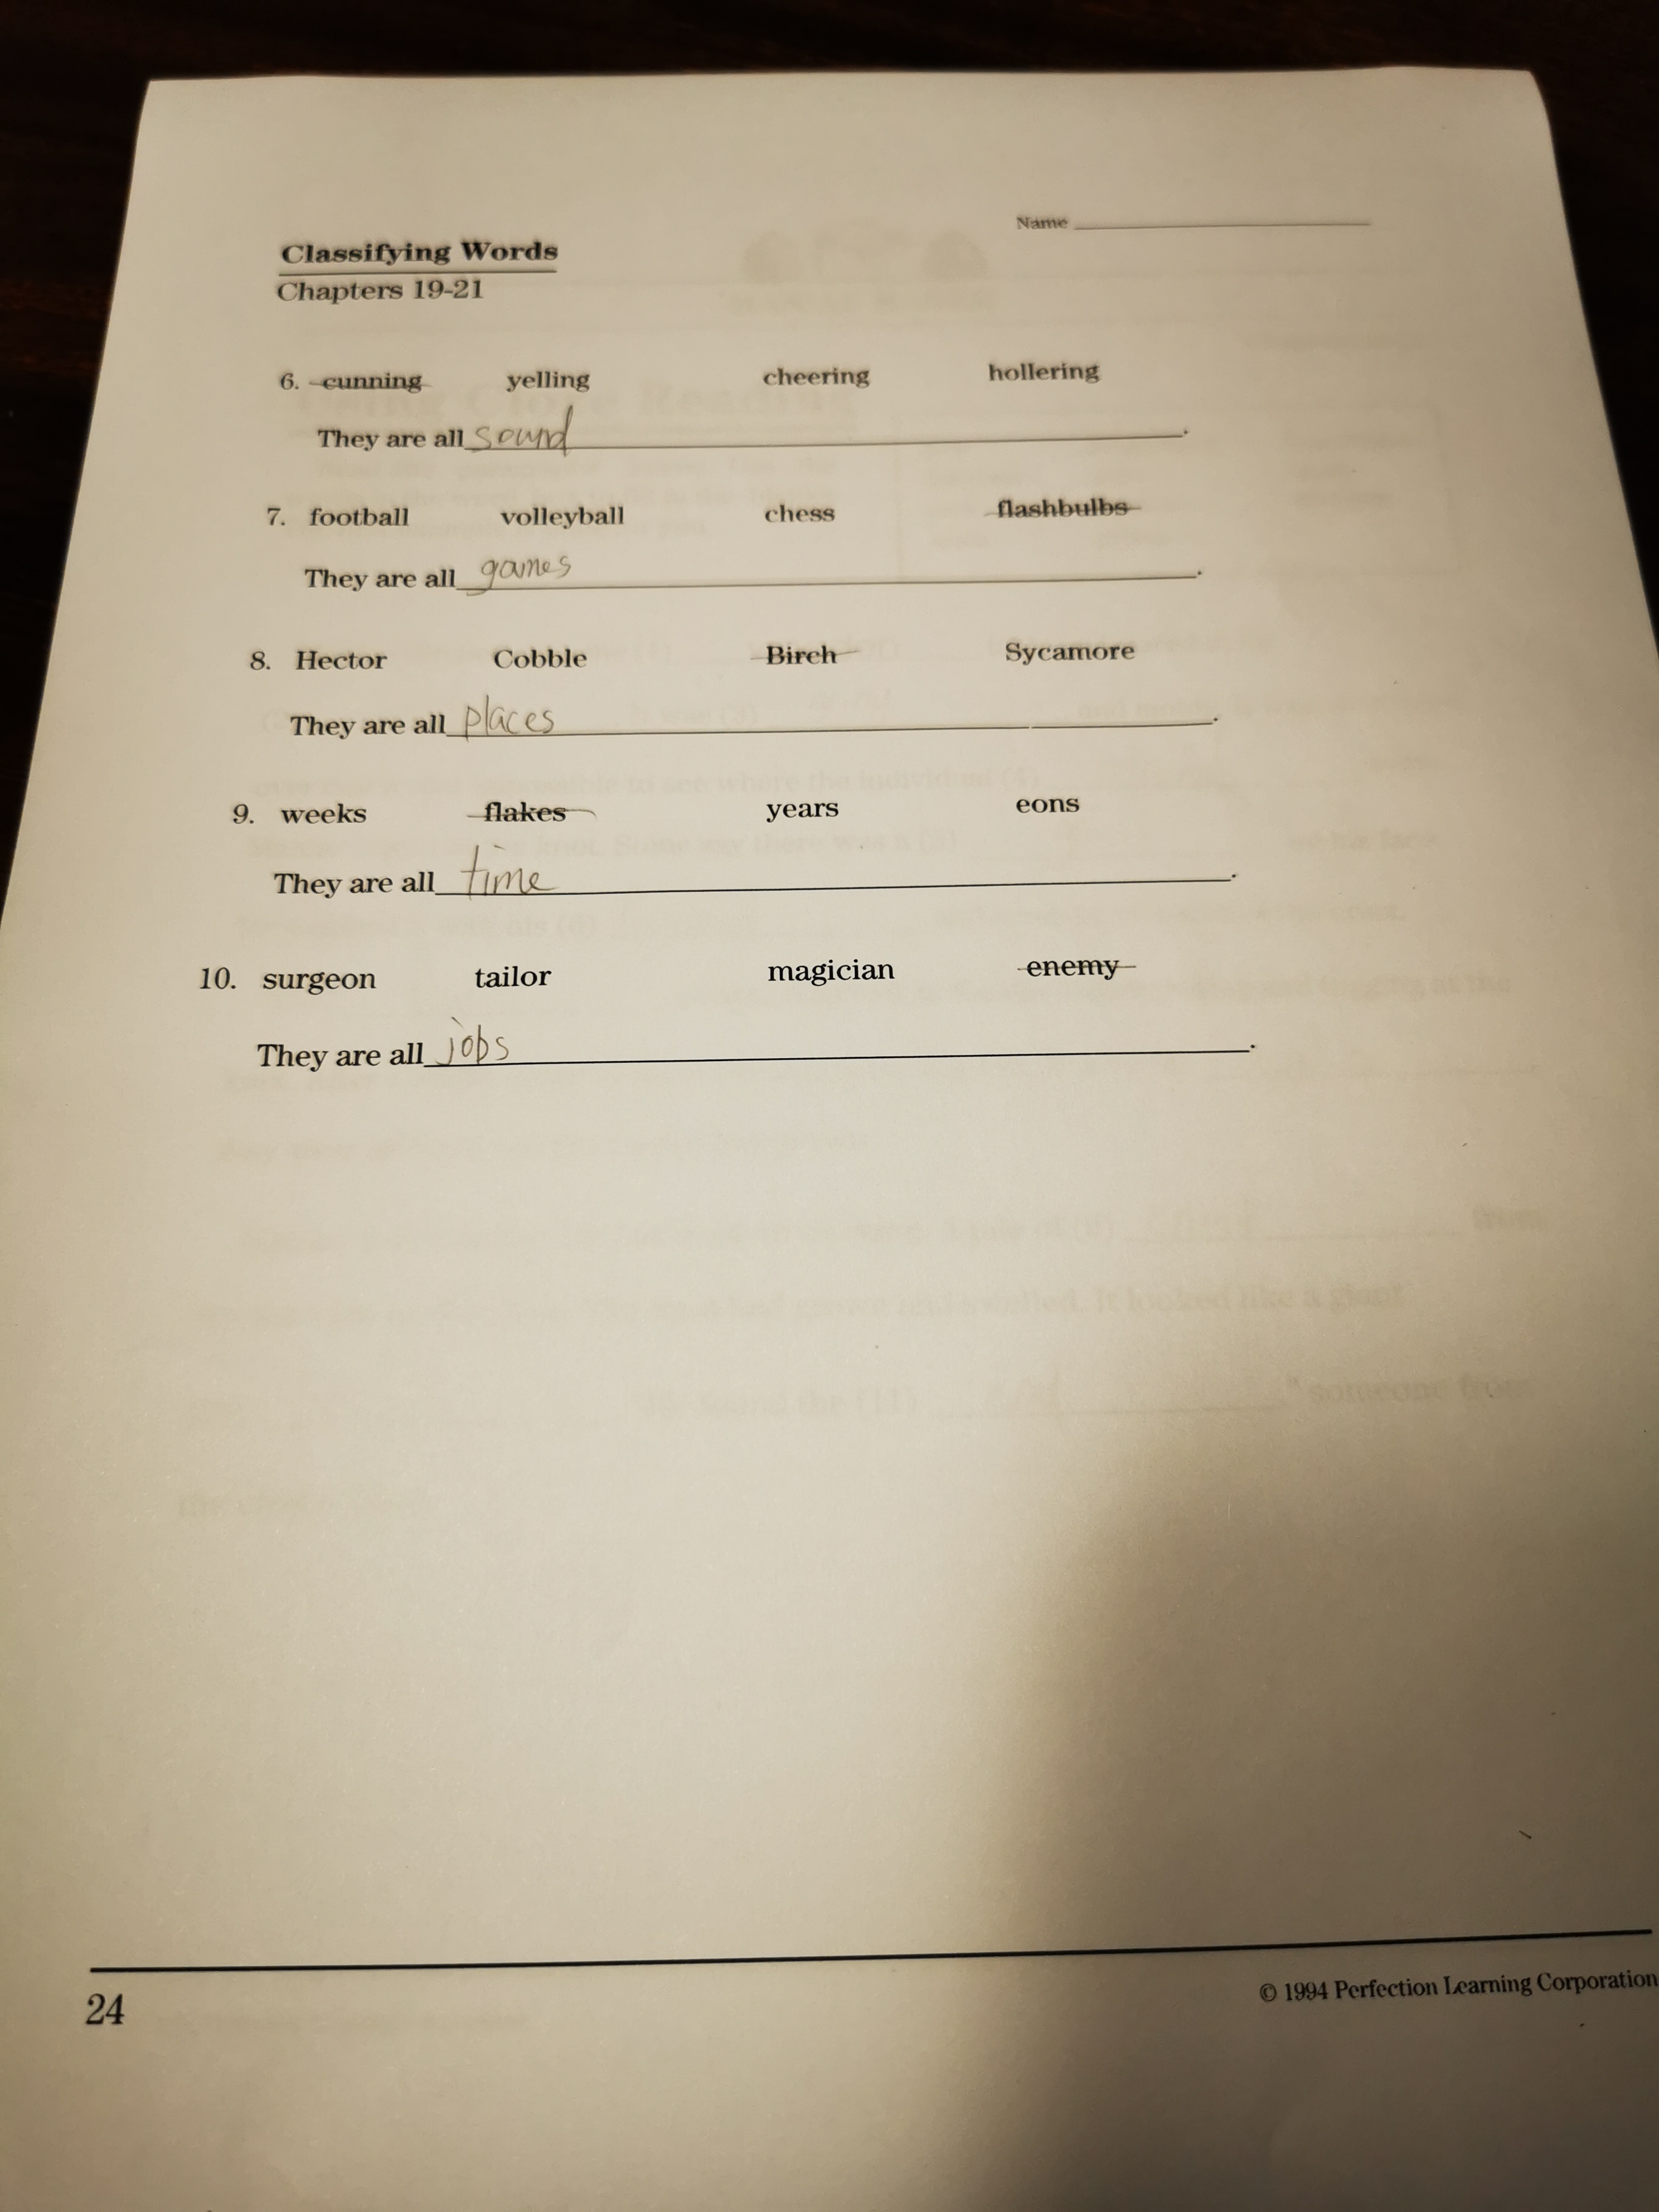 Name
Classifying Words
Chapters 19-21
6. cunning yelling cheering hollering
They are all sound.
7. football volleyball chess flashbulbs
They are all games.
8. Hector Cobble Birch Sycamore
They are all places.
9. weeks flakes years eons
They are all time.
10. surgeon tailor magician enemy
They are all jobs.
24
© 1994 Perfection Learning Corporation